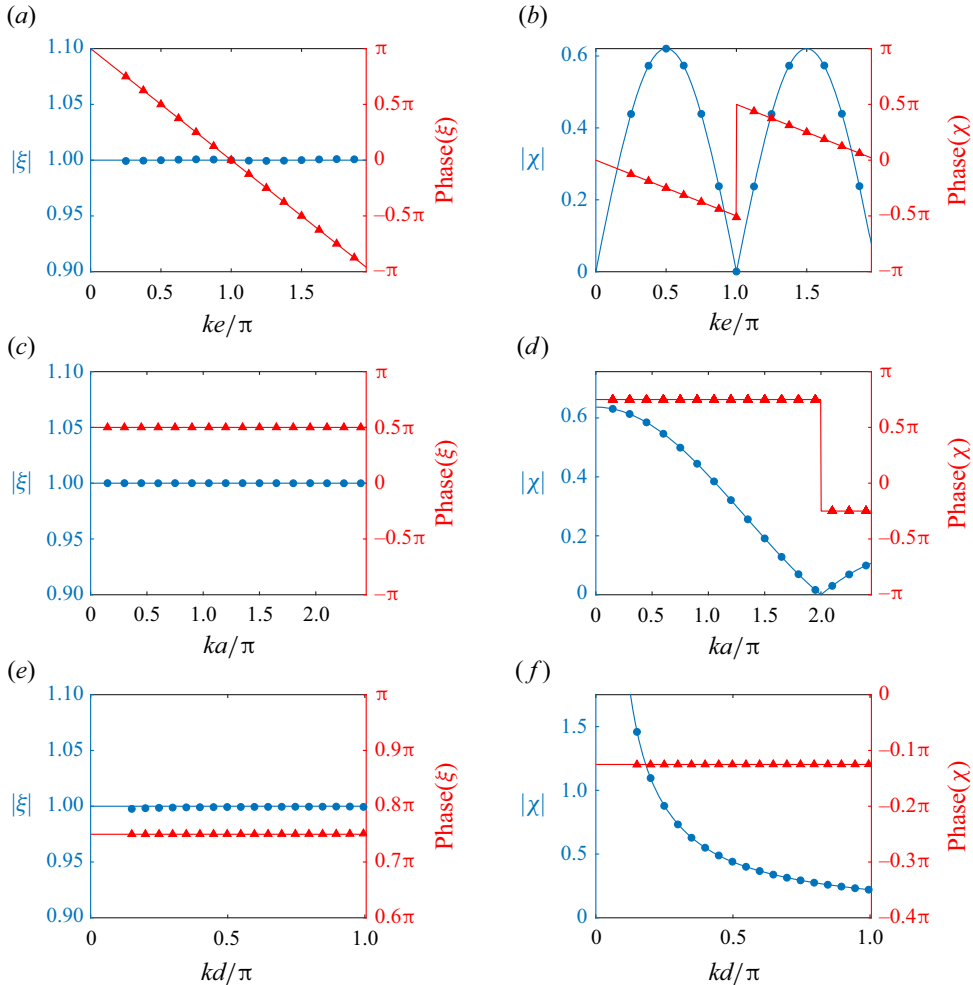 (a)
1.10
1.05
1.00
0.95
0.90
|ξ|
π
0.5π
0
−0.5π
−π
Phase(ξ)
0 0.5 1.0 1.5
ke/π
(b)
0.6
0.4
0.2
0
|χ|
π
0.5π
0
−0.5π
−π
Phase(χ)
0 0.5 1.0 1.5
ke/π
(c)
1.10
1.05
1.00
0.95
0.90
|ξ|
π
0.5π
0
−0.5π
−π
Phase(ξ)
0 0.5 1.0 1.5 2.0
ka/π
(d)
0.6
0.4
0.2
0
|χ|
π
0.5π
0
−0.5π
−π
Phase(χ)
0 0.5 1.0 1.5 2.0
ka/π
(e)
1.10
1.05
1.00
0.95
0.90
|ξ|
π
0.9π
0.8π
0.7π
0.6π
Phase(ξ)
0 0.5 1.0
kd/π
(f)
1.5
1.0
0.5
0
|χ|
0
−0.1π
−0.2π
−0.3π
−0.4π
Phase(χ)
0 0.5 1.0
kd/π